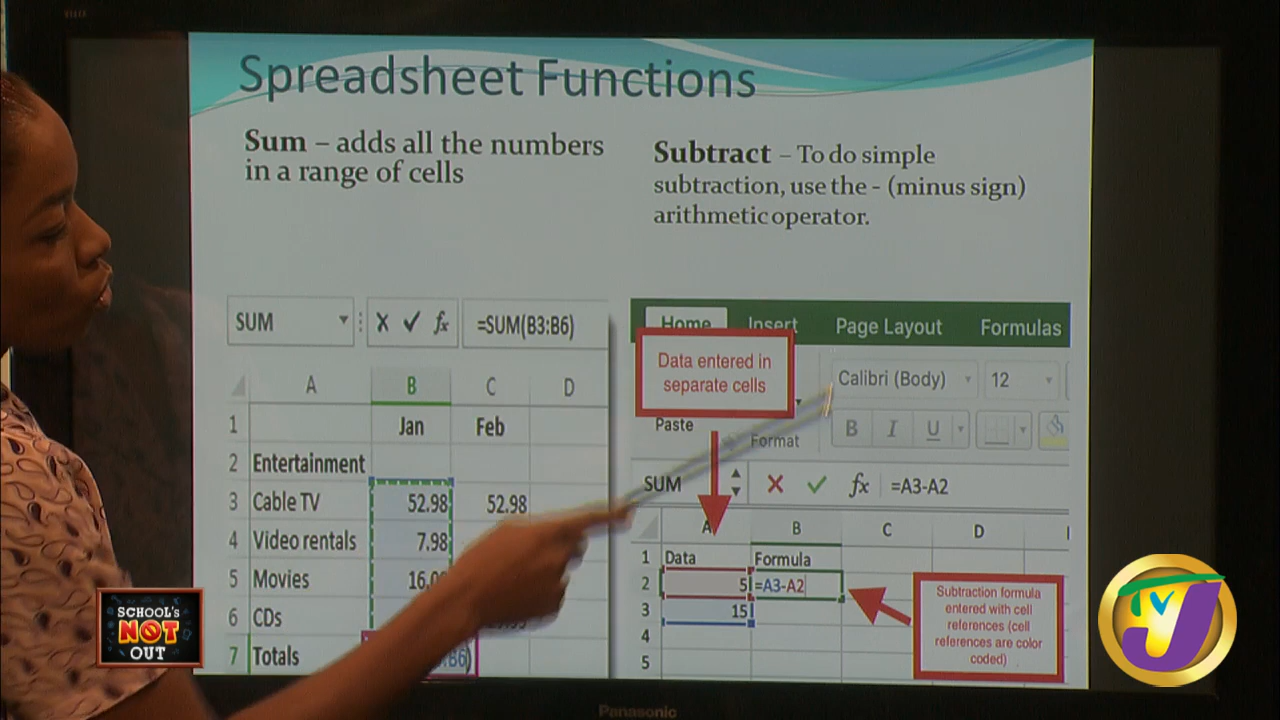 Spreadsheet Functions
Sum – adds all the numbers
in a range of cells
Subtract – To do simple
subtraction, use the - (minus sign)
arithmetic operator.
SUM
fx
=SUM(B3:B6)
A B C D
1 Jan Feb
2 Entertainment
3 Cable TV 52.98 52.98
4 Video rentals 7.98
5 Movies
6 CDs
7 Totals
Home Insert Page Layout Formulas
Data entered in
separate cells
Calibri (Body) 12
Paste
B I U
Format
SUM
fx =A3-A2
A B C D
1 Data Formula
2 5 =A3-A2
3 15
4
5
Subtraction formula
entered with cell
references (cell
references are color
coded)
SCHOOL'S
NOT
OUT
TVJ
Panasonic